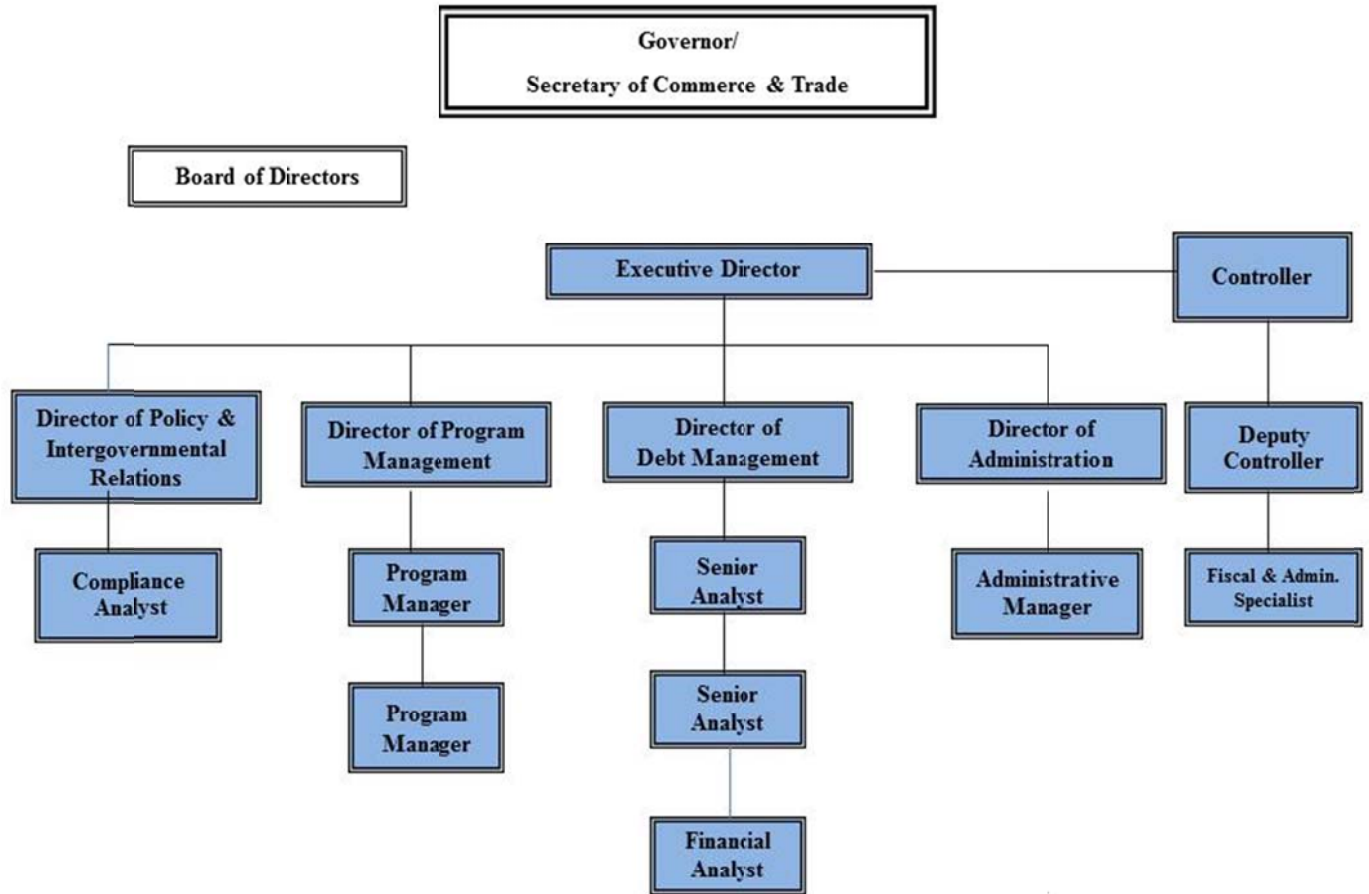 Governor/
Secretary of Commerce & Trade
Board of Directors
Executive Director
Controller
Director of Policy &
Intergovernmental
Relations
Director of Program
Management
Director of
Debt Management
Director of
Administration
Deputy
Controller
Compliance
Analyst
Program
Manager
Senior
Analyst
Administrative
Manager
Fiscal & Admin.
Specialist
Program
Manager
Senior
Analyst
Financial
Analyst